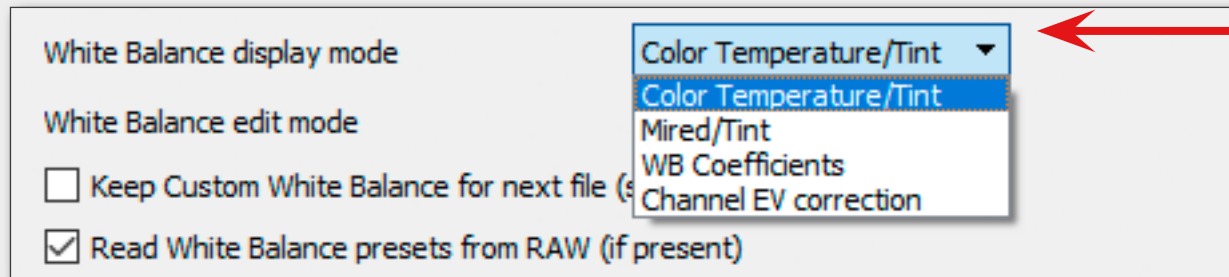 White Balance display mode
Color Temperature/Tint
Color Temperature/Tint
White Balance edit mode
Mired/Tint
WB Coefficients
Keep Custom White Balance for next file
Channel EV correction
Read White Balance presets from RAW (if present)